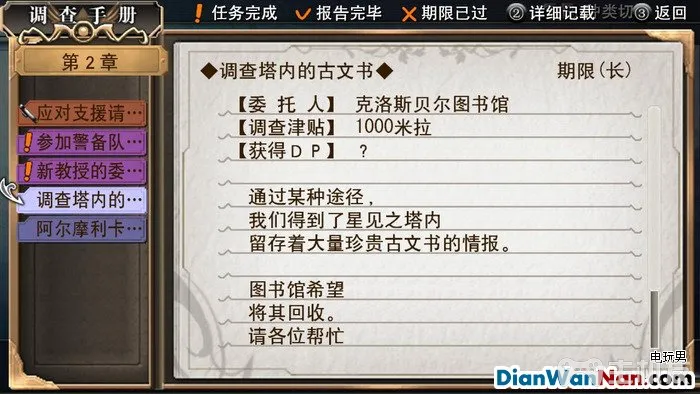 调查手册
! 任务完成 ✓ 报告完毕 ✕ 期限已过 ② 详细记载 ③ 返回
第2章
◆调查塔内的古文书◆ 期限(长)
【委托人】 克洛斯贝尔图书馆
【调查津贴】 1000米拉
【获得DP】 ?
应对支援请…
参加警备队…
新教授的委…
调查塔内的…
阿尔摩利卡…
通过某种途径,
我们得到了星见之塔内
留存着大量珍贵古文书的情报。
图书馆希望
将其回收。
请各位帮忙
电玩男
DianWanNan.com